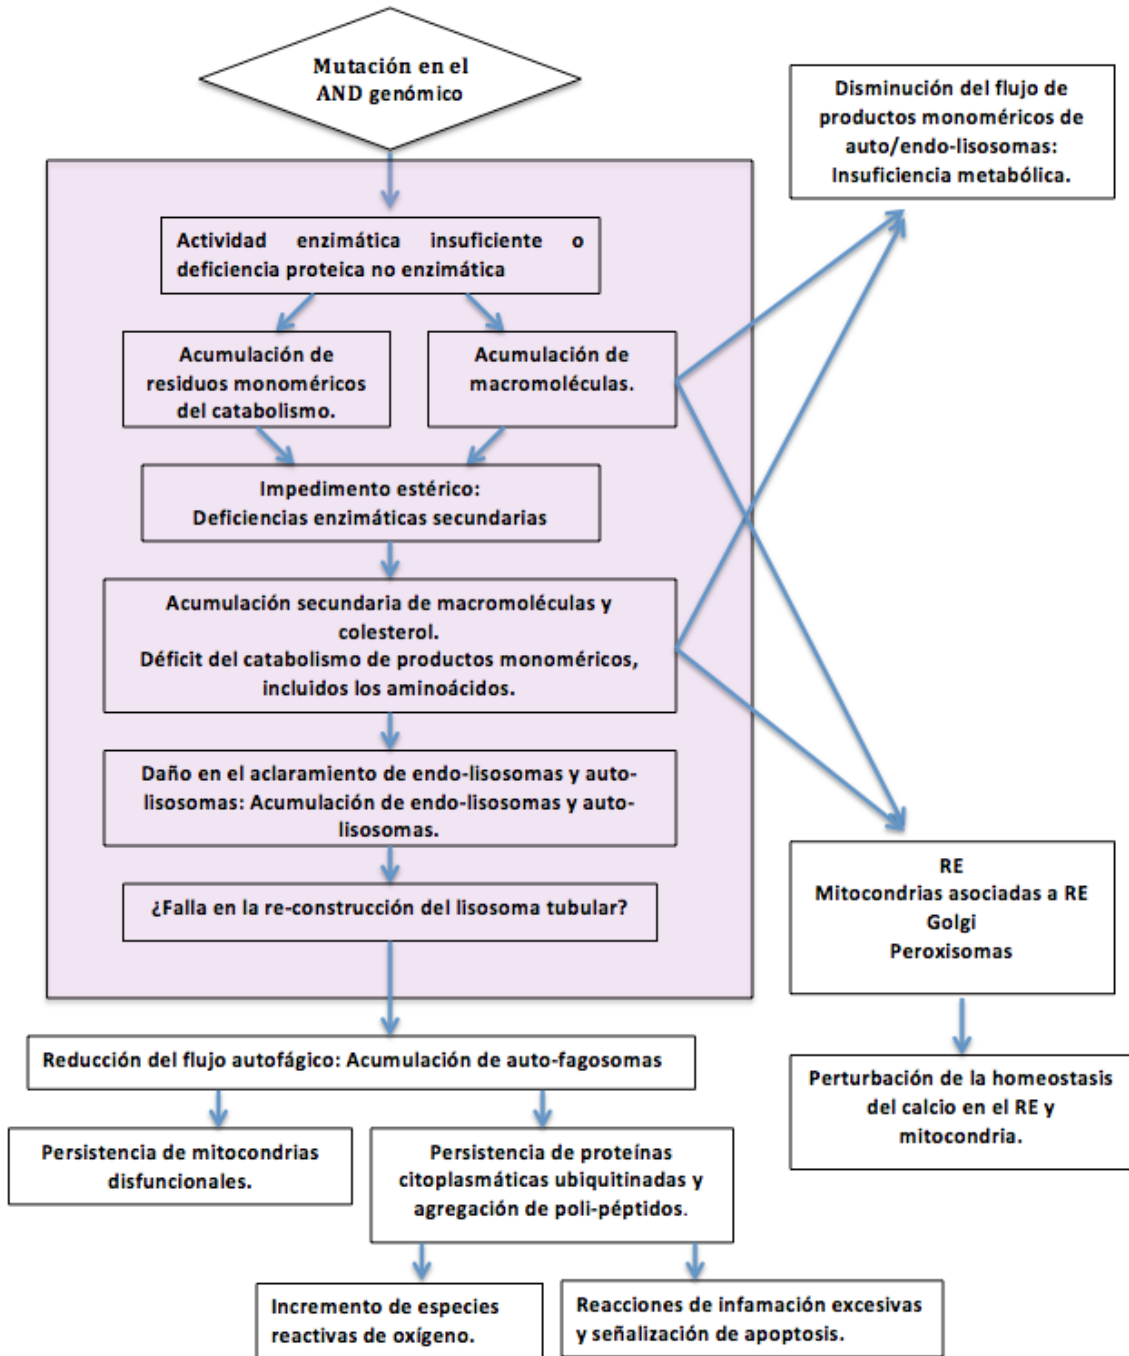 Mutación en el
AND genómico
Disminución del flujo de
productos monoméricos de
auto/endo-lisosomas:
Insuficiencia metabólica.
Actividad enzimática insuficiente o
deficiencia proteica no enzimática
Acumulación de
residuos monoméricos
del catabolismo.
Acumulación de
macromoléculas.
Impedimento estérico:
Deficiencias enzimáticas secundarias
Acumulación secundaria de macromoléculas y
colesterol.
Déficit del catabolismo de productos monoméricos,
incluidos los aminoácidos.
Daño en el aclaramiento de endo-lisosomas y auto-
lisosomas: Acumulación de endo-lisosomas y auto-
lisosomas.
¿Falla en la re-construcción del lisosoma tubular?
RE
Mitocondrias asociadas a RE
Golgi
Peroxisomas
Reducción del flujo autofágico: Acumulación de auto-fagosomas
Perturbación de la homeostasis
del calcio en el RE y
mitocondria.
Persistencia de mitocondrias
disfuncionales.
Persistencia de proteínas
citoplasmáticas ubiquitinadas y
agregación de poli-péptidos.
Incremento de especies
reactivas de oxígeno.
Reacciones de infamación excesivas
y señalización de apoptosis.